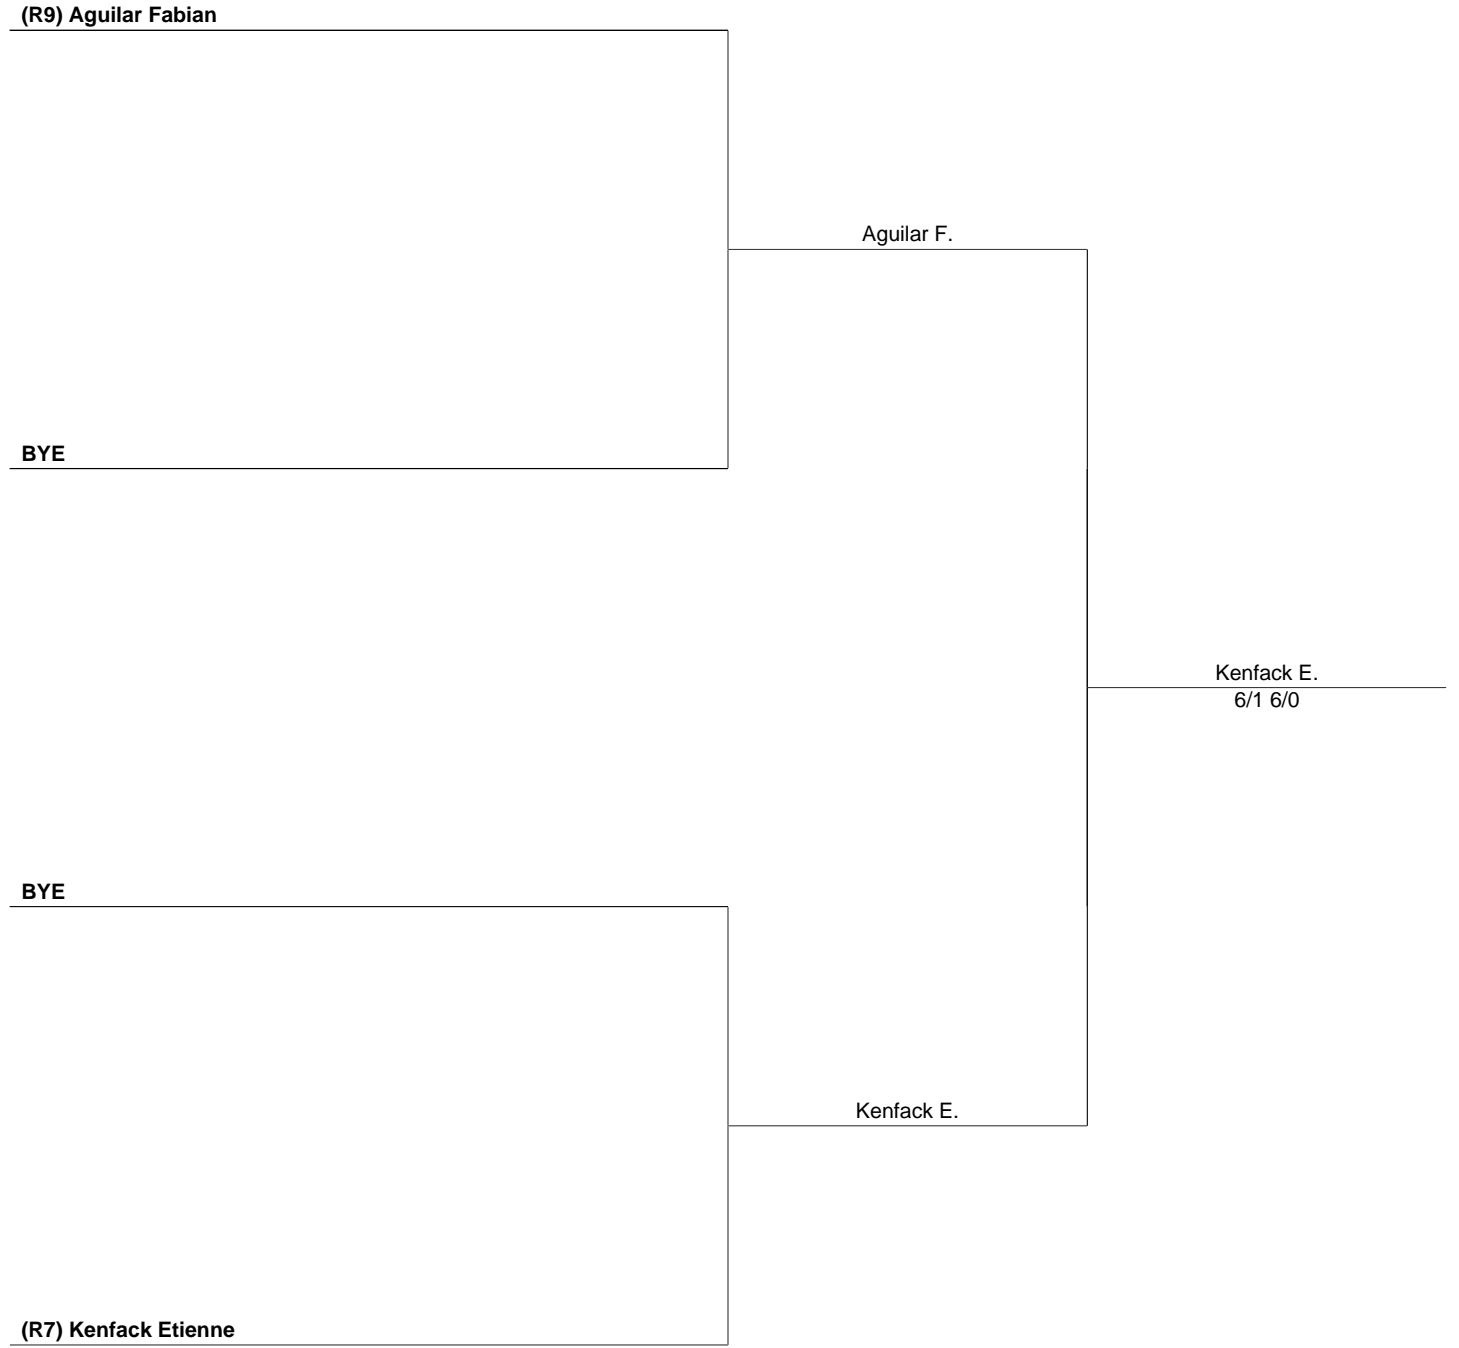 (R9) Aguilar Fabian
Aguilar F.
BYE
Kenfack E.
6/1 6/0
BYE
Kenfack E.
(R7) Kenfack Etienne